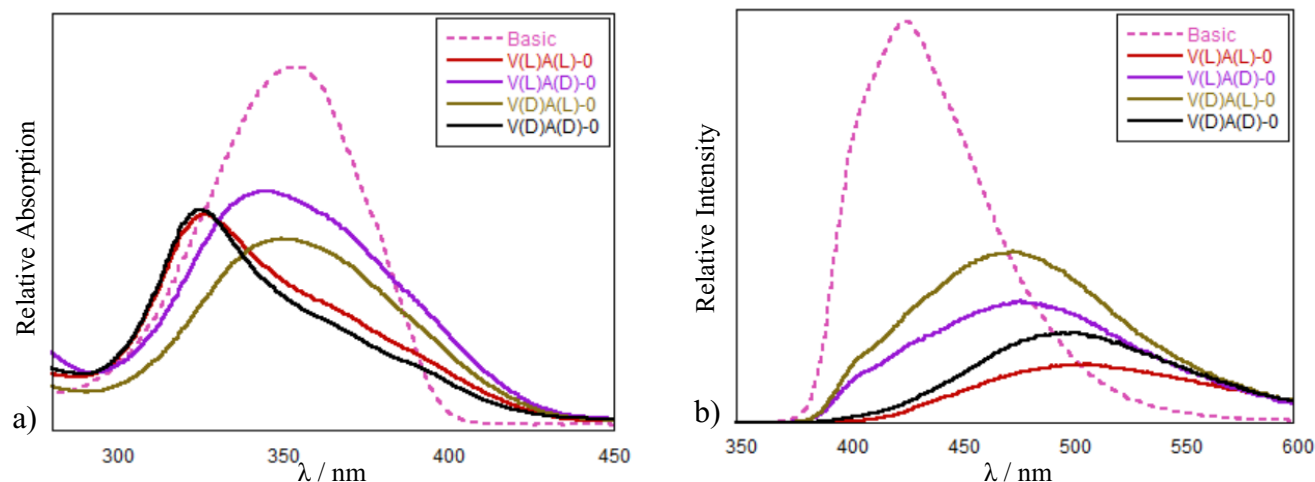 Relative Absorption
Basic
V(L)A(L)-0
V(L)A(D)-0
V(D)A(L)-0
V(D)A(D)-0
a)
300
350
400
450
λ / nm
Relative Intensity
Basic
V(L)A(L)-0
V(L)A(D)-0
V(D)A(L)-0
V(D)A(D)-0
b)
350
400
450
500
550
600
λ / nm